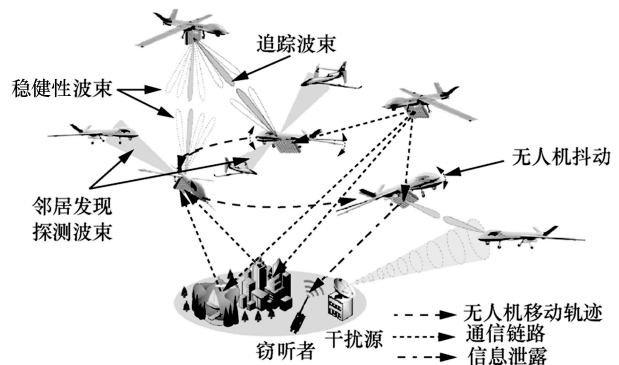 追踪波束
稳健性波束
无人机抖动
邻居发现
探测波束
窃听者
干扰源
无人机移动轨迹
通信链路
信息泄露